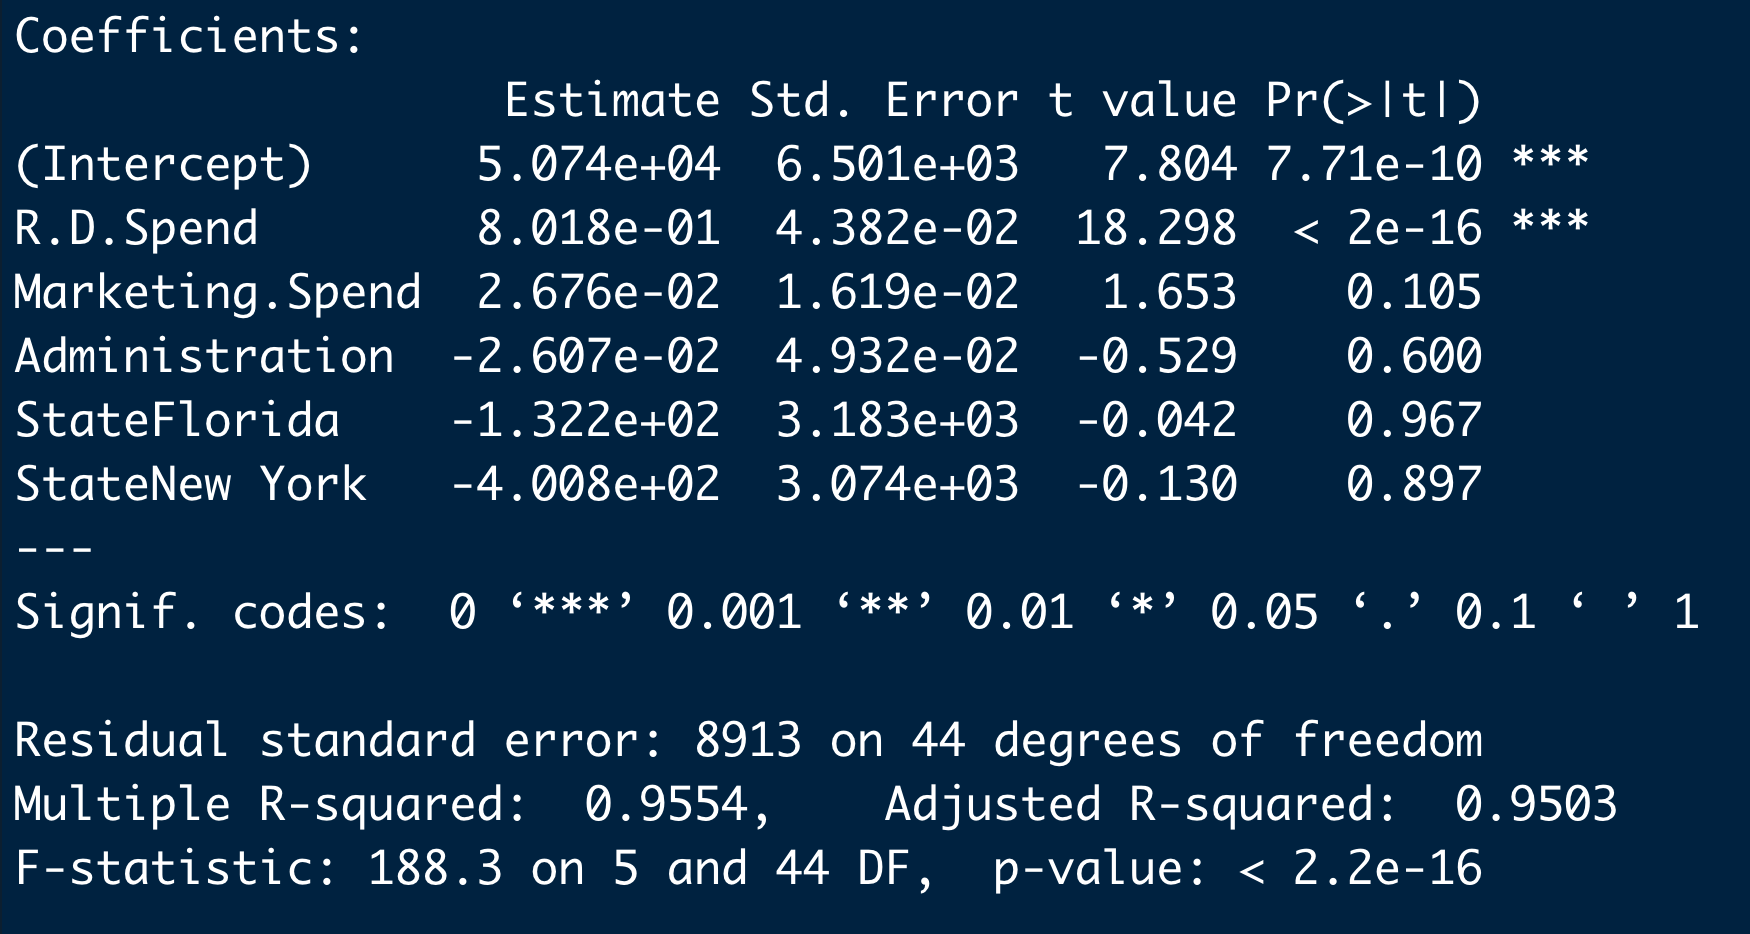 Coefficients:
                  Estimate Std. Error t value Pr(>|t|)
(Intercept)      5.074e+04  6.501e+03   7.804 7.71e-10 ***
R.D.Spend        8.018e-01  4.382e-02  18.298  < 2e-16 ***
Marketing.Spend  2.676e-02  1.619e-02   1.653    0.105
Administration  -2.607e-02  4.932e-02  -0.529    0.600
StateFlorida    -1.322e+02  3.183e+03  -0.042    0.967
StateNew York   -4.008e+02  3.074e+03  -0.130    0.897
---
Signif. codes:  0 ‘***’ 0.001 ‘**’ 0.01 ‘*’ 0.05 ‘.’ 0.1 ‘ ’ 1
Residual standard error: 8913 on 44 degrees of freedom
Multiple R-squared:  0.9554,    Adjusted R-squared:  0.9503
F-statistic: 188.3 on 5 and 44 DF,  p-value: < 2.2e-16